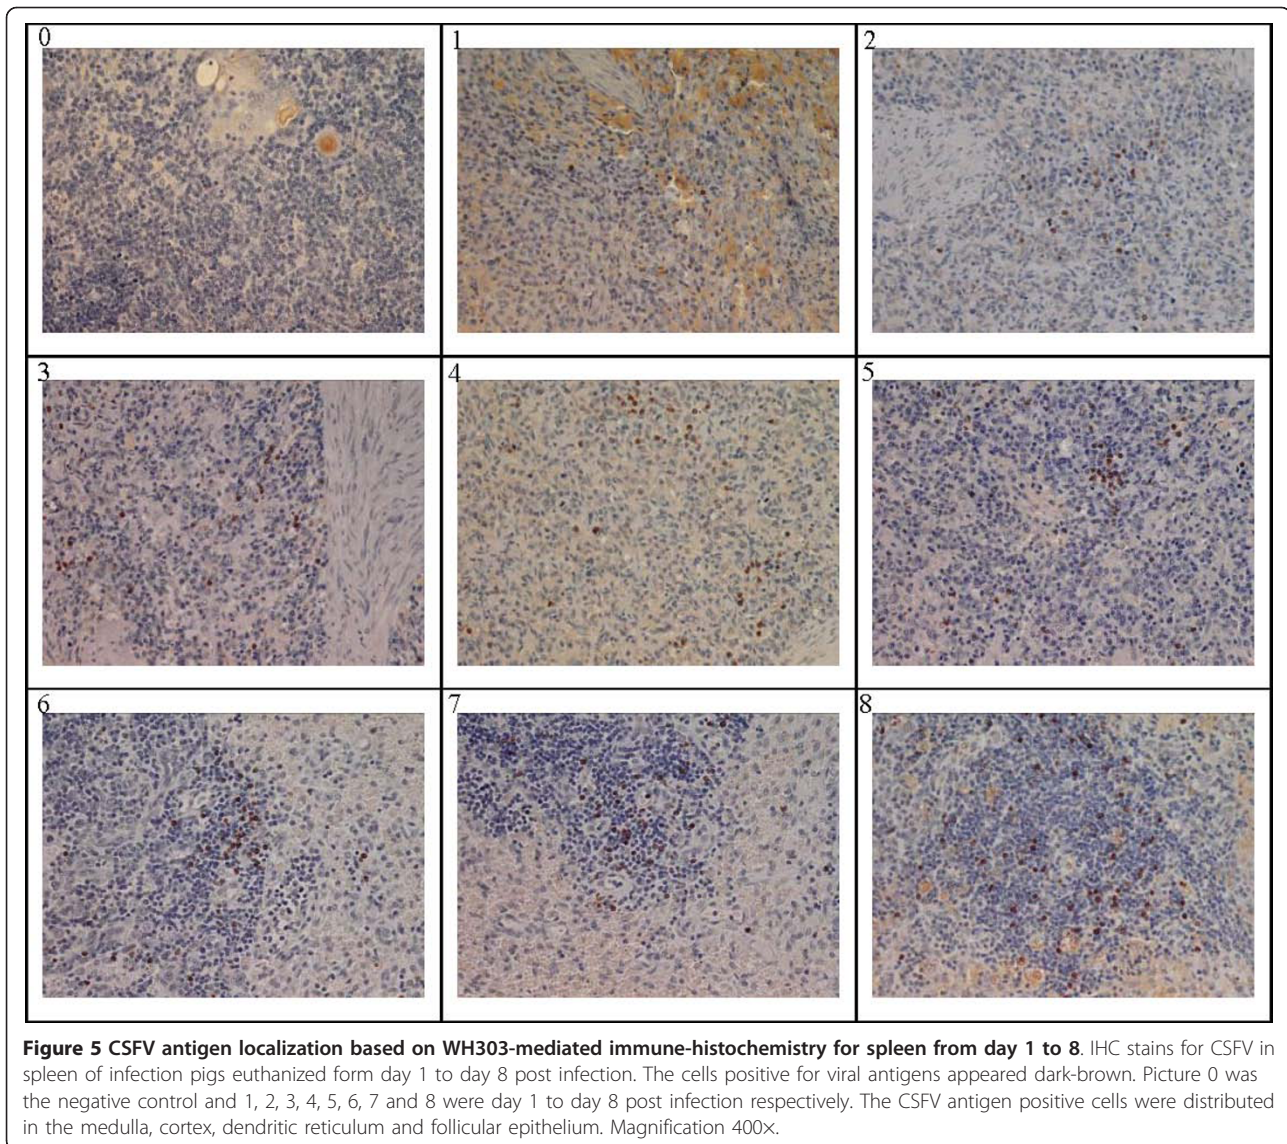 0
1
2
3
4
5
6
7
8
Figure 5 CSFV antigen localization based on WH303-mediated immune-histochemistry for spleen from day 1 to 8. IHC stains for CSFV in
spleen of infection pigs euthanized form day 1 to day 8 post infection. The cells positive for viral antigens appeared dark-brown. Picture 0 was
the negative control and 1, 2, 3, 4, 5, 6, 7 and 8 were day 1 to day 8 post infection respectively. The CSFV antigen positive cells were distributed
in the medulla, cortex, dendritic reticulum and follicular epithelium. Magnification 400×.